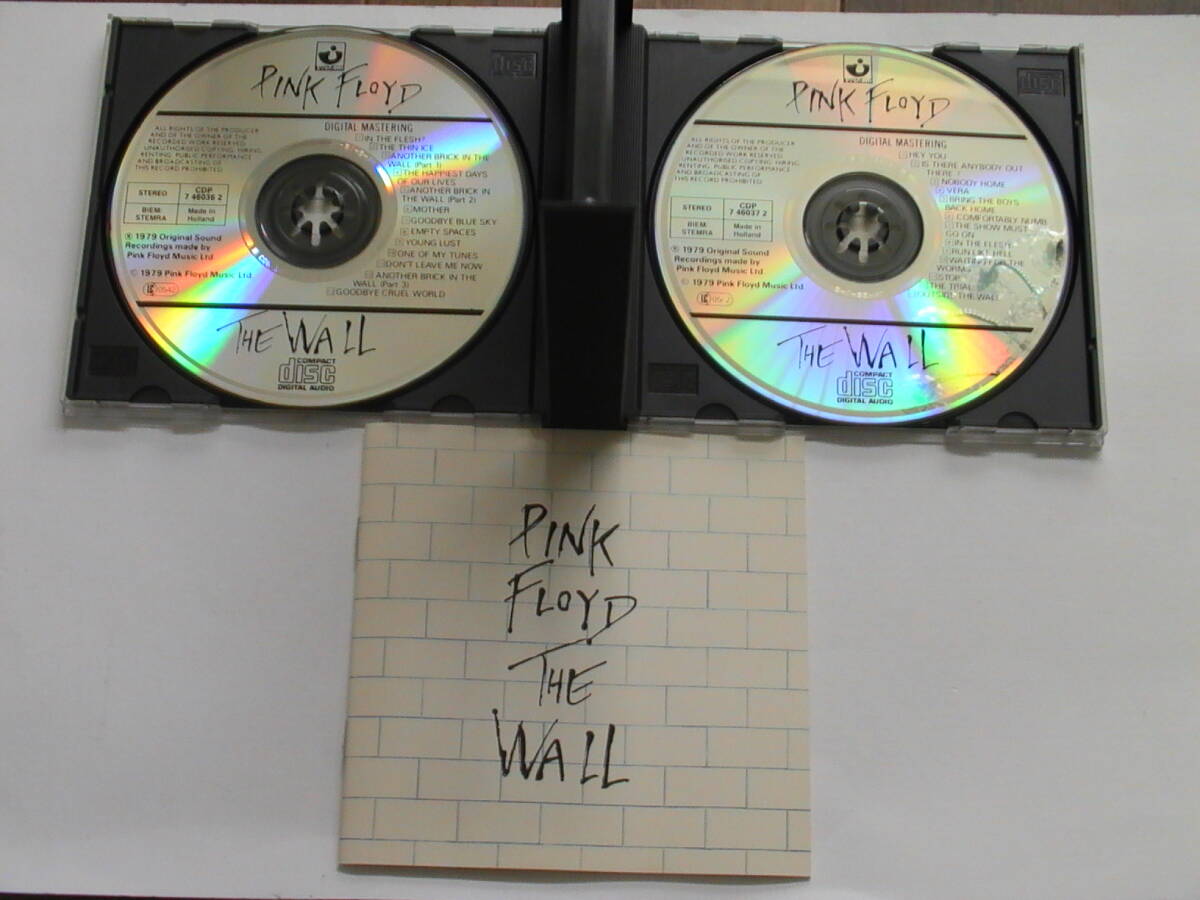 PINK FLOYD
DIGITAL MASTERING
ALL RIGHTS OF THE PRODUCER
AND OF THE OWNER OF THE
RECORDED WORK RESERVED
UNAUTHORISED COPYING, HIRING,
RENTING, PUBLIC PERFORMANCE
AND BROADCASTING OF
THIS RECORD PROHIBITED
IN THE FLESH?
THE THIN ICE
ANOTHER BRICK IN THE
WALL (Part 1)
THE HAPPIEST DAYS
OF OUR LIVES
ANOTHER BRICK IN
THE WALL (Part 2)
MOTHER
GOODBYE BLUE SKY
EMPTY SPACES
YOUNG LUST
ONE OF MY TUNES
DON'T LEAVE ME NOW
ANOTHER BRICK IN THE
WALL (Part 3)
GOODBYE CRUEL WORLD
STEREO
CDP
7 46036 2
BIEM/
STEMRA
Made in
Holland
℗ 1979 Original Sound
Recordings made by
Pink Floyd Music Ltd.
© 1979 Pink Floyd Music Ltd.
THE WALL
COMPACT
disc
DIGITAL AUDIO
disc
PINK FLOYD
DIGITAL MASTERING
ALL RIGHTS OF THE PRODUCER
AND OF THE OWNER OF THE
RECORDED WORK RESERVED
UNAUTHORISED COPYING, HIRING,
RENTING, PUBLIC PERFORMANCE
AND BROADCASTING OF
THIS RECORD PROHIBITED
HEY YOU
IS THERE ANYBODY OUT
THERE?
NOBODY HOME
VERA
BRING THE BOYS
BACK HOME
COMFORTABLY NUMB
THE SHOW MUST
GO ON
IN THE FLESH
RUN LIKE HELL
WAITING FOR THE
WORMS
STOP
THE TRIAL
OUTSIDE THE WALL
STEREO
CDP
7 46037 2
BIEM/
STEMRA
Made in
Holland
℗ 1979 Original Sound
Recordings made by
Pink Floyd Music Ltd.
© 1979 Pink Floyd Music Ltd.
THE WALL
COMPACT
disc
DIGITAL AUDIO
disc
PINK
FLOYD
THE
WALL